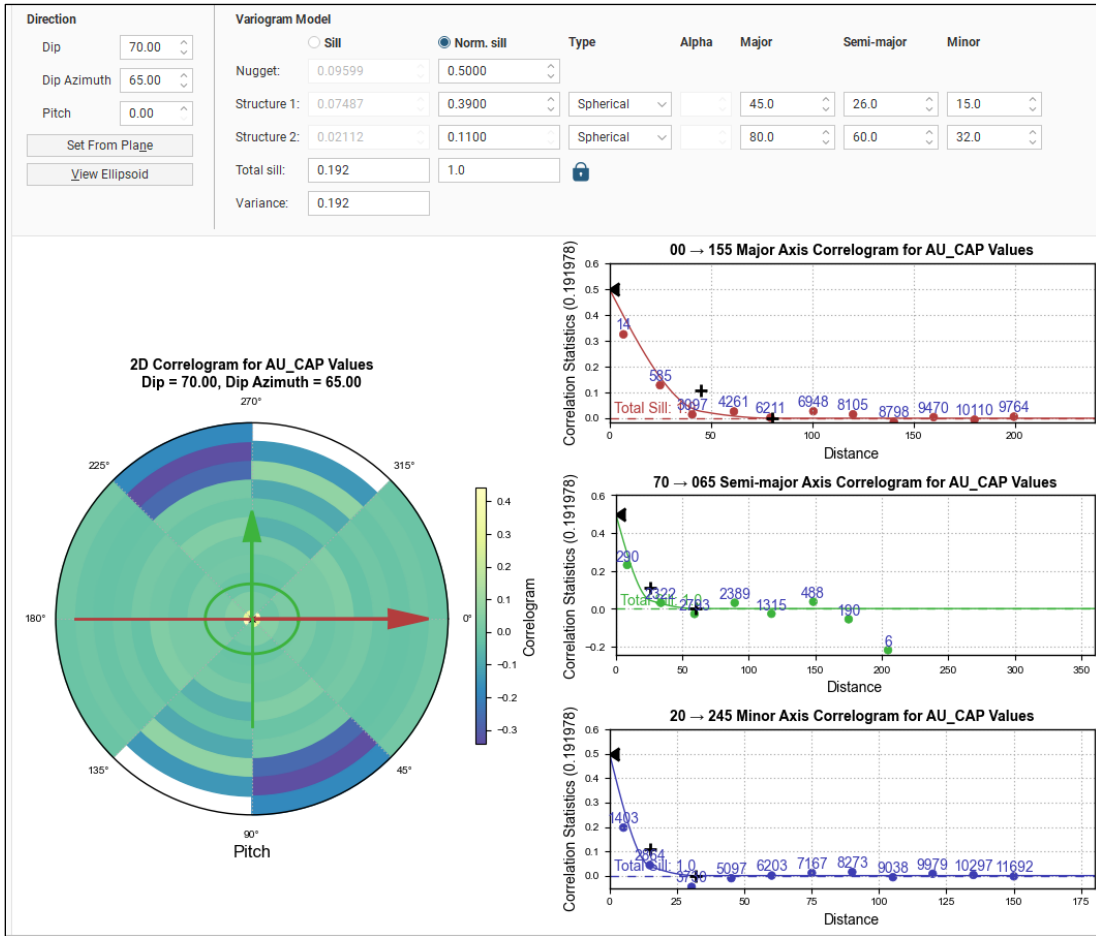 Direction
Dip 70.00
Dip Azimuth 65.00
Pitch 0.00
Set From Plane
View Ellipsoid
Variogram Model
Sill Norm. sill Type Alpha Major Semi-major Minor
Nugget: 0.09599 0.5000
Structure 1: 0.07487 0.3900 Spherical 45.0 26.0 15.0
Structure 2: 0.02112 0.1100 Spherical 80.0 60.0 32.0
Total sill: 0.192 1.0
Variance: 0.192
2D Correlogram for AU_CAP Values
Dip = 70.00, Dip Azimuth = 65.00
270°
225° 315°
180° 0°
135° 45°
90°
Pitch
0.4
0.3
0.2
0.1
0.0
−0.1
−0.2
−0.3
Correlogram
00 → 155 Major Axis Correlogram for AU_CAP Values
Correlation Statistics (0.191978)
0.6
0.5
0.4
0.3
0.2
0.1
0.0
14
585
4261 6211 6948 8105 8798 9470 10110 9764
Total Sill:
0 50 100 150 200
Distance
70 → 065 Semi-major Axis Correlogram for AU_CAP Values
Correlation Statistics (0.191978)
0.6
0.4
0.2
0.0
−0.2
290
2322 2389 1315 488 190 6
1.0
0 50 100 150 200 250 300 350
Distance
20 → 245 Minor Axis Correlogram for AU_CAP Values
Correlation Statistics (0.191978)
0.6
0.5
0.4
0.3
0.2
0.1
0.0
1403
5097 6203 7167 8273 9038 9979 10297 11692
Total Sill: 1.0
0 25 50 75 100 125 150 175
Distance